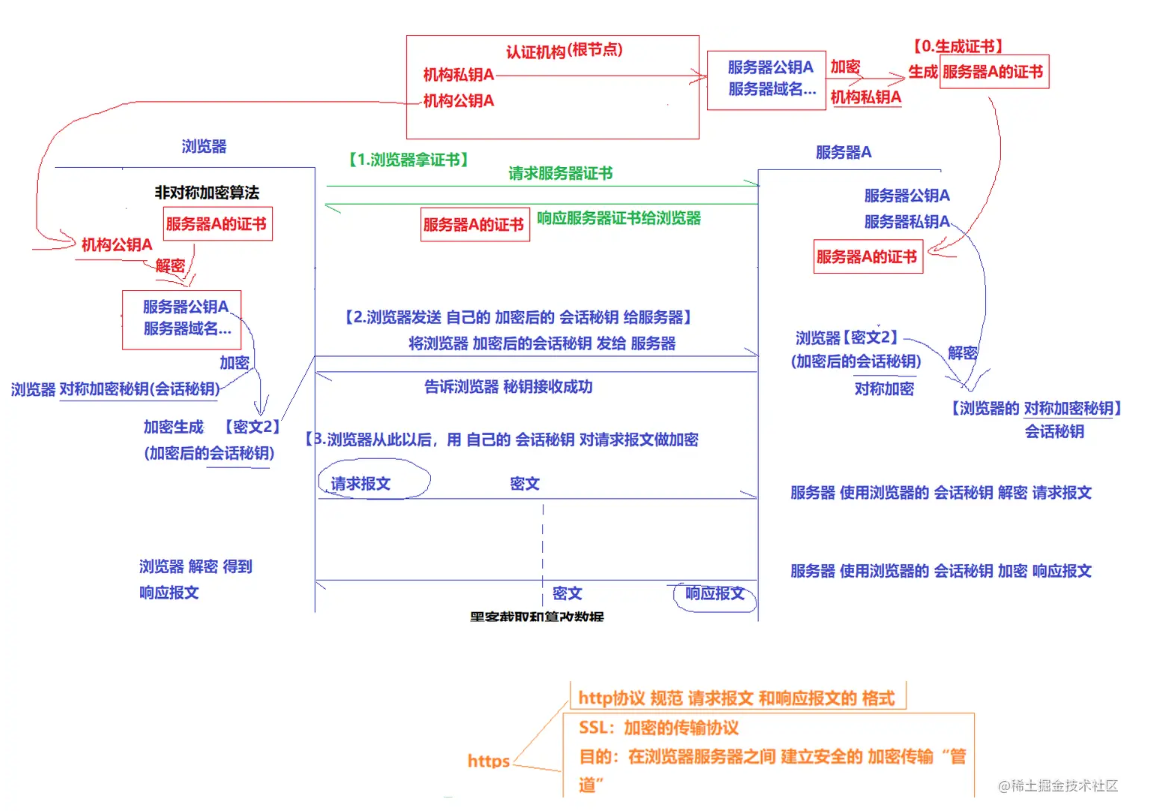 认证机构(根节点)
机构私钥A
机构公钥A
服务器公钥A
服务器域名...
加密
机构私钥A
【0.生成证书】
生成
服务器A的证书
浏览器
服务器A
【1.浏览器拿证书】
请求服务器证书
服务器A的证书
响应服务器证书给浏览器
非对称加密算法
服务器A的证书
机构公钥A
解密
服务器公钥A
服务器域名...
加密
浏览器 对称加密秘钥(会话秘钥)
加密生成 【密文2】
(加密后的会话秘钥)
服务器公钥A
服务器私钥A
服务器A的证书
【2.浏览器发送 自己的 加密后的 会话秘钥 给服务器】
将浏览器 加密后的会话秘钥 发给 服务器
告诉浏览器 秘钥接收成功
浏览器【密文2】
(加密后的会话秘钥)
对称加密
解密
【浏览器的 对称加密秘钥】
会话秘钥
【3.浏览器从此以后，用 自己的 会话秘钥 对请求报文做加密
请求报文
密文
服务器 使用浏览器的 会话秘钥 解密 请求报文
浏览器 解密 得到
响应报文
密文
响应报文
服务器 使用浏览器的 会话秘钥 加密 响应报文
黑客截取和篡改数据
https
http协议 规范 请求报文 和响应报文的 格式
SSL：加密的传输协议
目的：在浏览器服务器之间 建立安全的 加密传输“管
道”
@稀土掘金技术社区